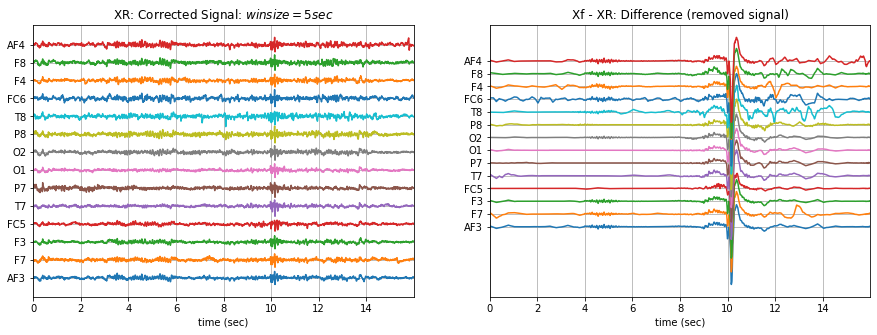 XR: Corrected Signal: winsize = 5sec
AF4
F8
F4
FC6
T8
P8
O2
O1
P7
T7
FC5
F3
F7
AF3
0 2 4 6 8 10 12 14
time (sec)
Xf - XR: Difference (removed signal)
AF4
F8
F4
FC6
T8
P8
O2
O1
P7
T7
FC5
F3
F7
AF3
0 2 4 6 8 10 12 14
time (sec)